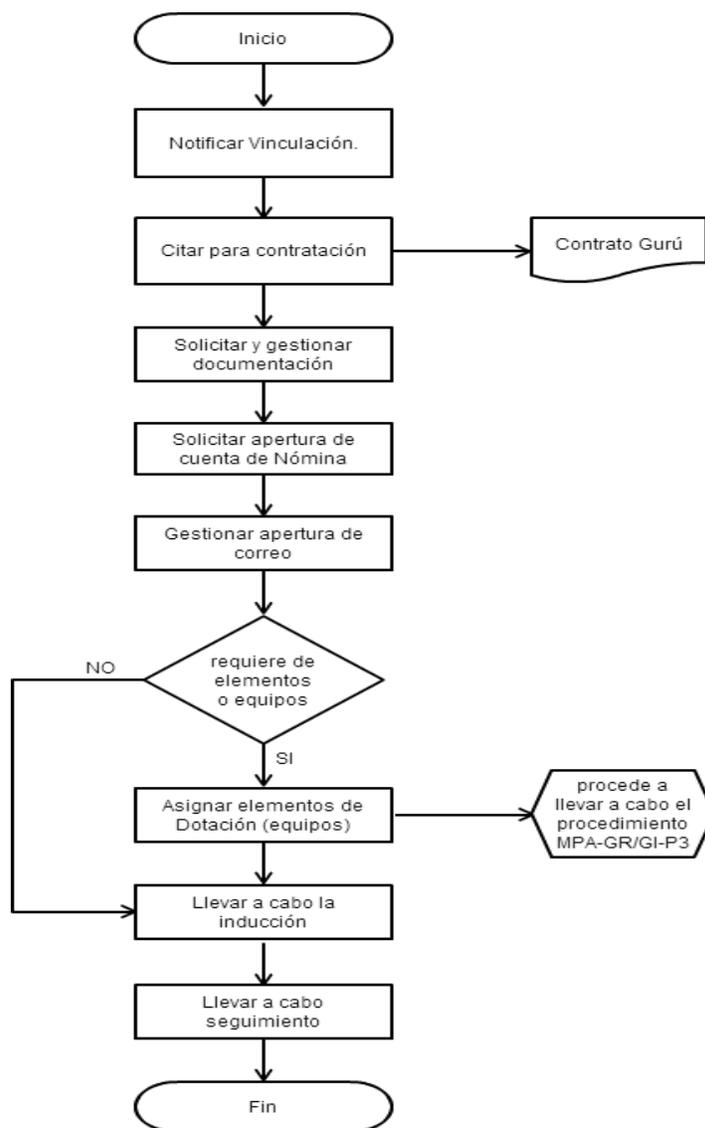 Inicio
Notificar Vinculación.
Citar para contratación
Contrato Gurú
Solicitar y gestionar
documentación
Solicitar apertura de
cuenta de Nómina
Gestionar apertura de
correo
requiere de
elementos
o equipos
NO
SI
Asignar elementos de
Dotación (equipos)
procede a
llevar a cabo el
procedimiento
MPA-GR/GI-P3
Llevar a cabo la
inducción
Llevar a cabo
seguimiento
Fin